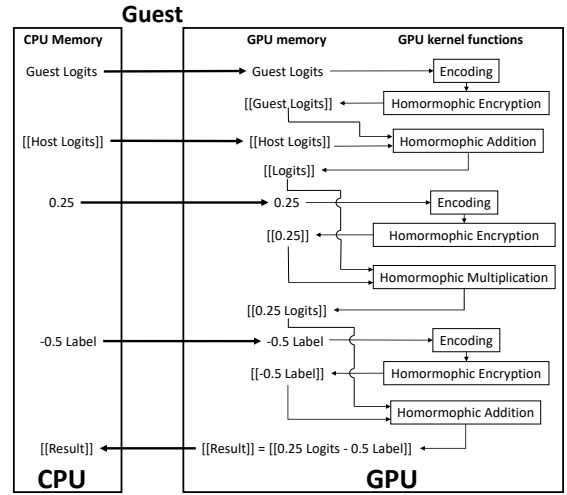 Guest
CPU Memory GPU memory GPU kernel functions
Guest Logits Guest Logits Encoding
[[Guest Logits]] Homormophic Encryption
[[Host Logits]] [[Host Logits]] Homormophic Addition
[[Logits]]
0.25 0.25 Encoding
[[0.25]] Homormophic Encryption
Homormophic Multiplication
[[0.25 Logits]]
-0.5 Label -0.5 Label Encoding
[[-0.5 Label]] Homormophic Encryption
Homormophic Addition
[[Result]] [[Result]] = [[0.25 Logits - 0.5 Label]]
CPU GPU